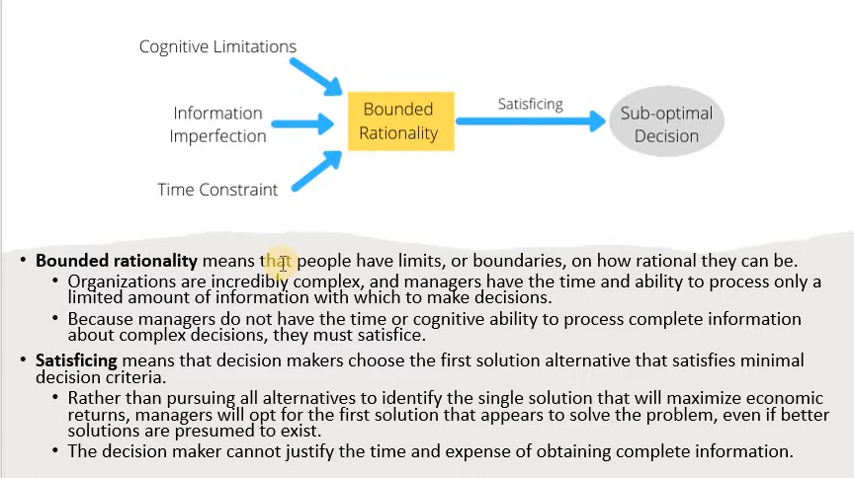 Cognitive Limitations
Information
Imperfection
Time Constraint
Bounded
Rationality
Satisficing
Sub-optimal
Decision
• Bounded rationality means that people have limits, or boundaries, on how rational they can be.
• Organizations are incredibly complex, and managers have the time and ability to process only a
limited amount of information with which to make decisions.
• Because managers do not have the time or cognitive ability to process complete information
about complex decisions, they must satisfice.
• Satisficing means that decision makers choose the first solution alternative that satisfies minimal
decision criteria.
• Rather than pursuing all alternatives to identify the single solution that will maximize economic
returns, managers will opt for the first solution that appears to solve the problem, even if better
solutions are presumed to exist.
• The decision maker cannot justify the time and expense of obtaining complete information.